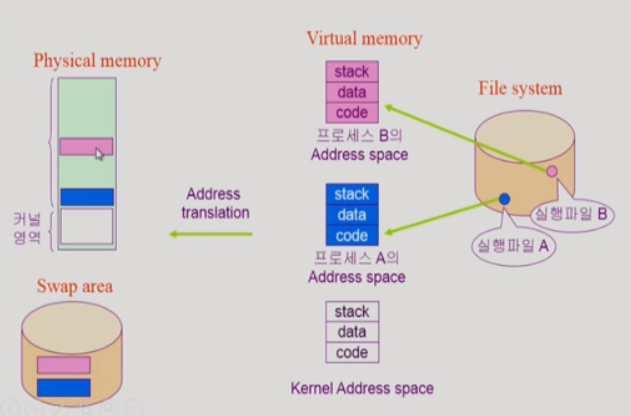 Physical memory
커널
영역
Swap area
Address
translation
Virtual memory
stack
data
code
프로세스 B의
Address space
stack
data
code
프로세스 A의
Address space
stack
data
code
Kernel Address space
File system
실행파일 B
실행파일 A